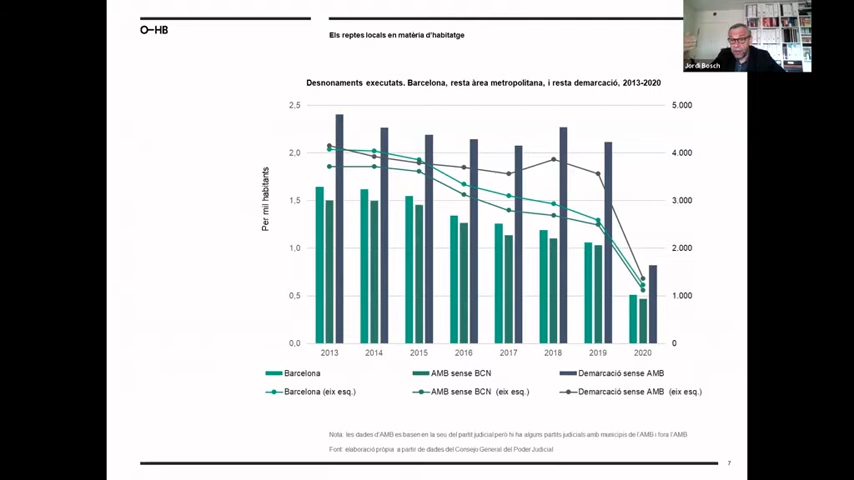 O–HB
Els reptes locals en matèria d'habitatge
Jordi Bosch
Desnonaments executats. Barcelona, resta àrea metropolitana, i resta demarcació, 2013-2020
2,5
5.000
2,0
4.000
1,5
3.000
1,0
2.000
0,5
1.000
0,0
0
Per mil habitants
2013 2014 2015 2016 2017 2018 2019 2020
Barcelona AMB sense BCN Demarcació sense AMB
Barcelona (eix esq.) AMB sense BCN (eix esq.) Demarcació sense AMB (eix esq.)
Nota: les dades d'AMB es basen en la seu del partit judicial però hi ha alguns partits judicials amb municipis de l'AMB i fora l'AMB
Font: elaboració pròpia a partir de dades del Consejo General del Poder Judicial
7